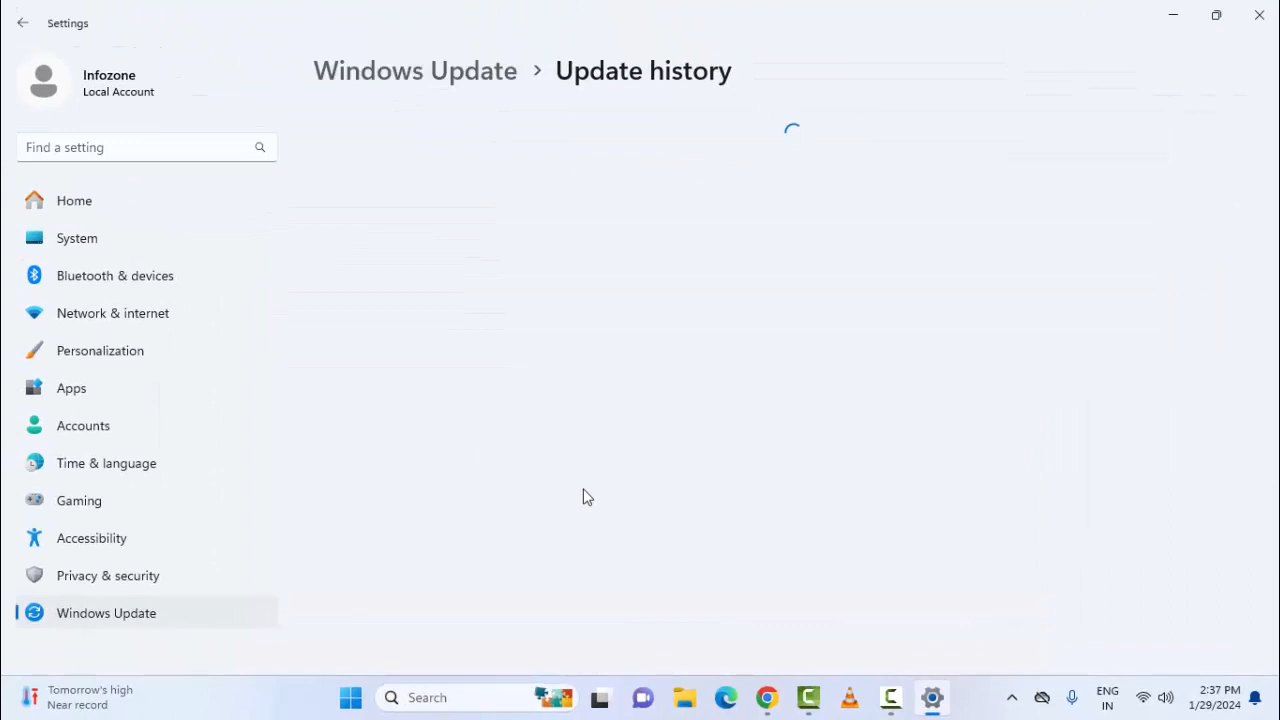 Settings
Infozone
Local Account
Windows Update > Update history
Find a setting
Home
System
Bluetooth & devices
Network & internet
Personalization
Apps
Accounts
Time & language
Gaming
Accessibility
Privacy & security
Windows Update
Tomorrow's high
Near record
Search
ENG
IN
2:37 PM
1/29/2024